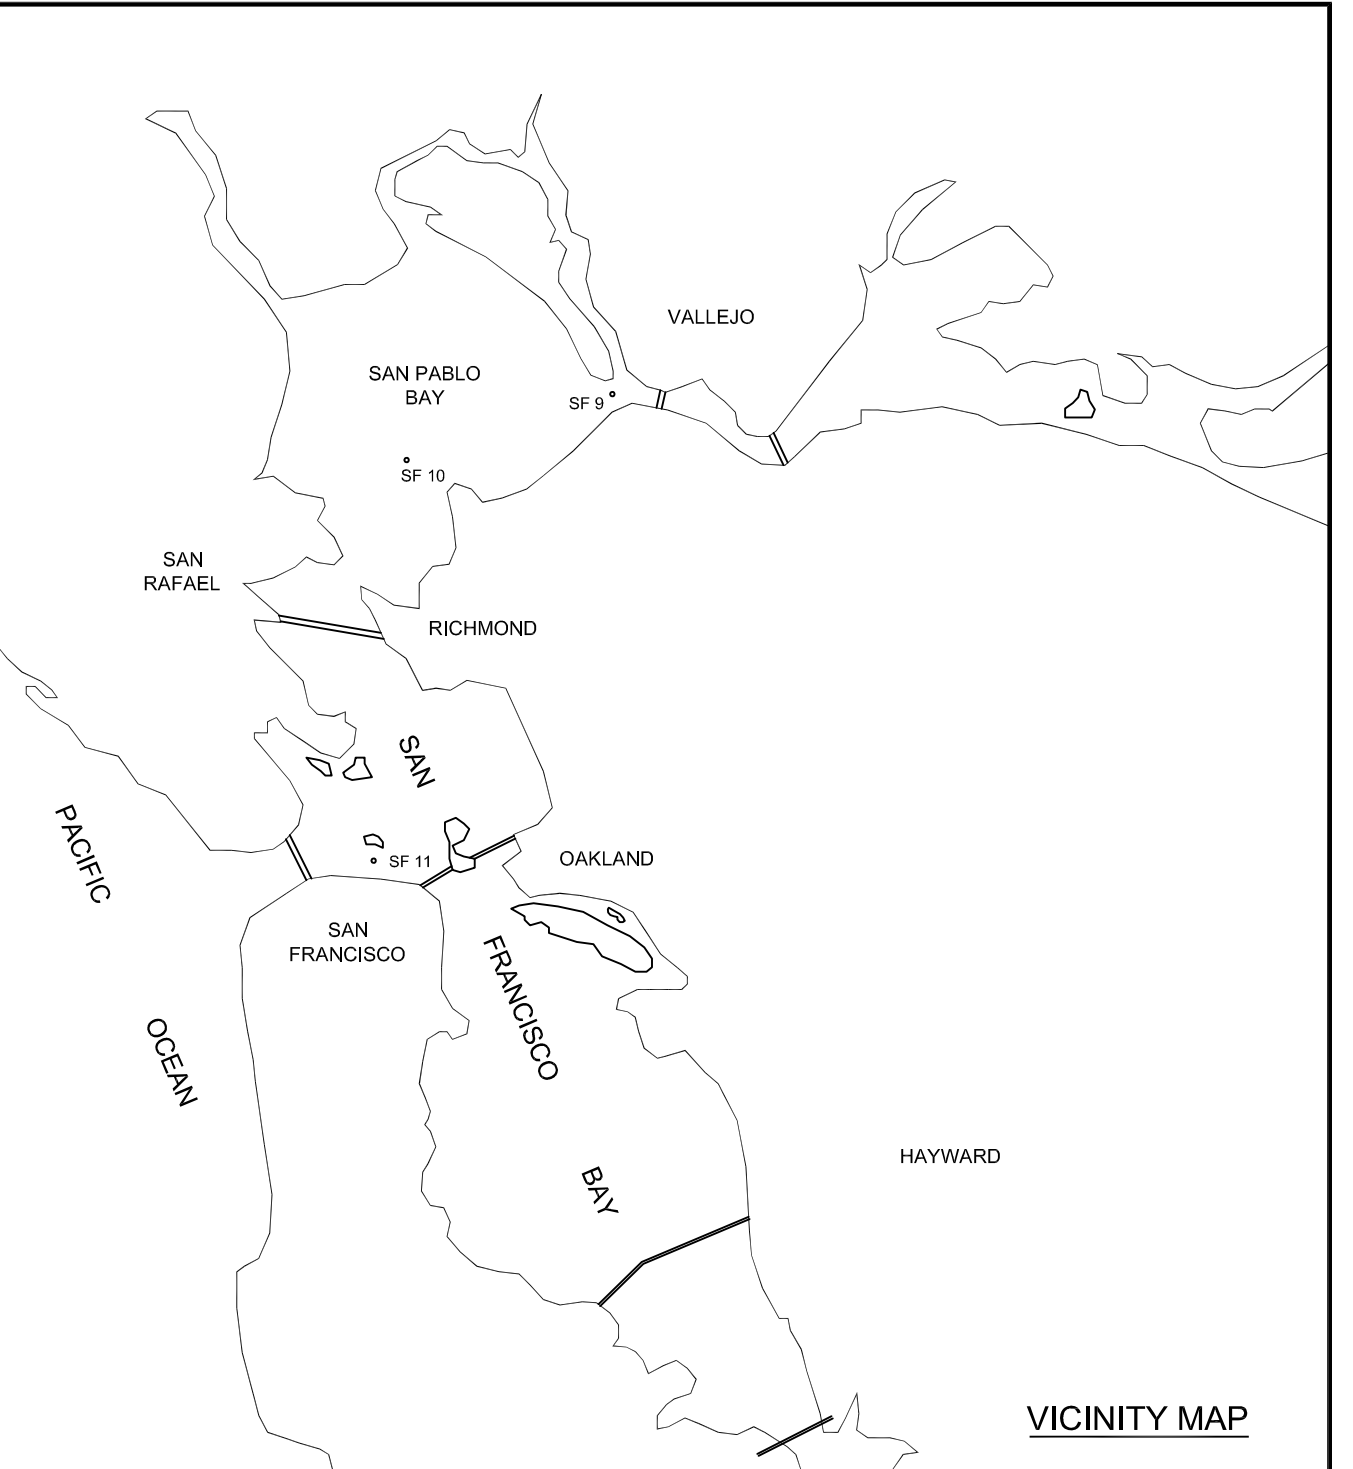 VALLEJO
SAN PABLO
BAY
SF 9
SF 10
SAN
RAFAEL
RICHMOND
SAN
FRANCISCO
BAY
PACIFIC
OCEAN
SF 11
OAKLAND
SAN
FRANCISCO
HAYWARD
VICINITY MAP